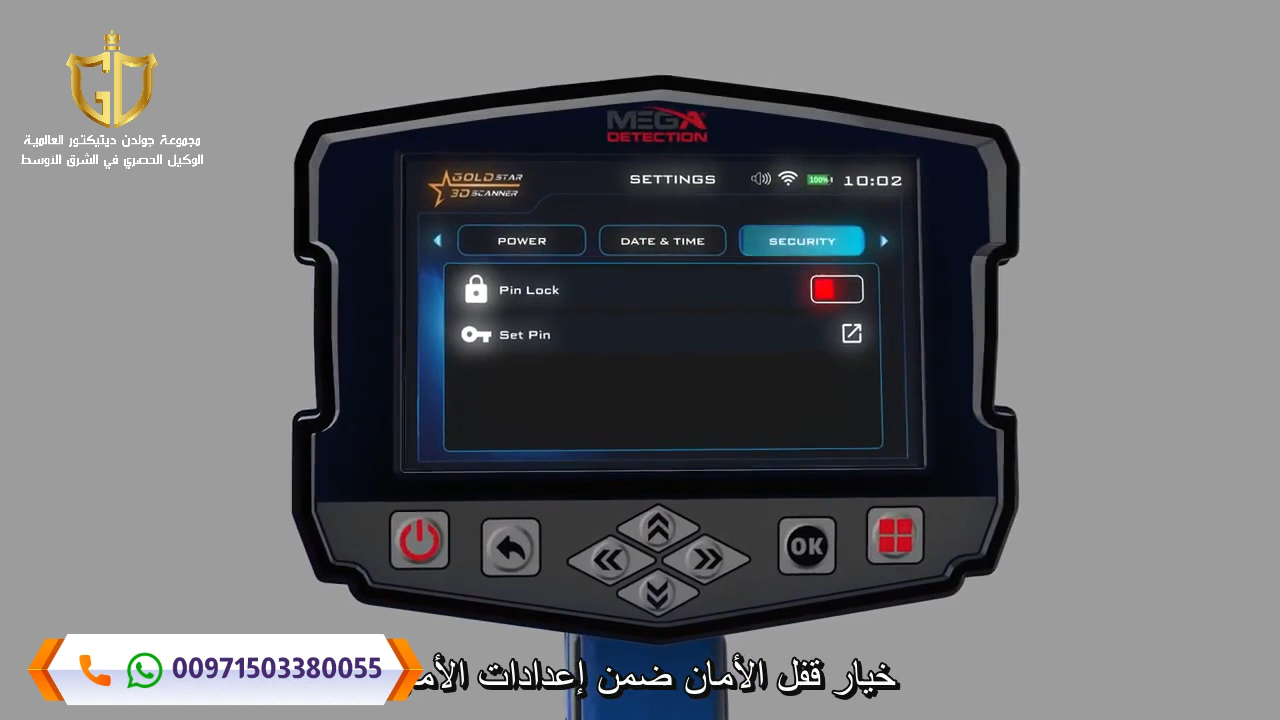 مجموعة جولدن ديتيكتور العالمية
الوكيل الحصري في الشرق الاوسط
MEGA
DETECTION
GOLD STAR
3D SCANNER
SETTINGS
100%
10:02
POWER
DATE & TIME
SECURITY
Pin Lock
Set Pin
OK
00971503380055
خيار قفل الأمان ضمن إعدادات